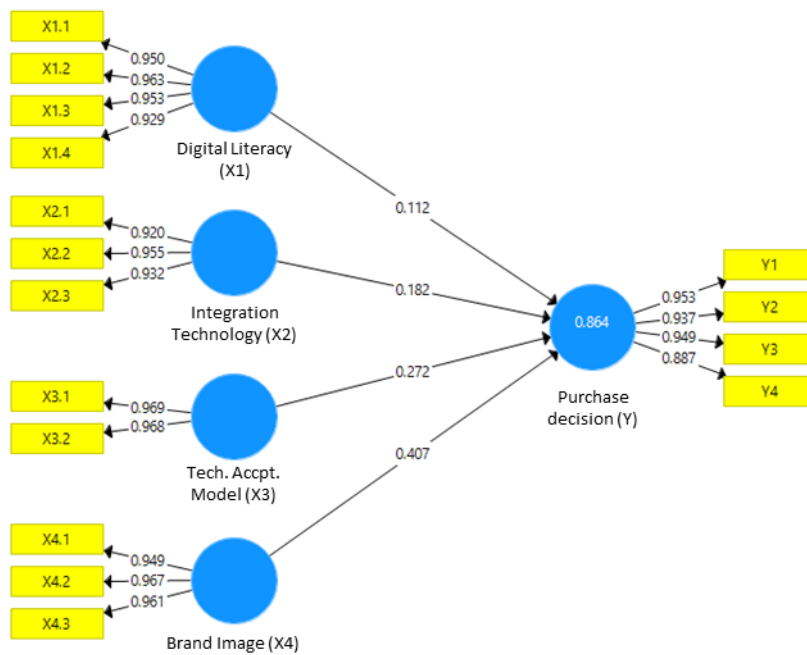 X1.1
X1.2
X1.3
X1.4
0.950
0.963
0.953
0.929
Digital Literacy
(X1)
0.112
X2.1
X2.2
X2.3
0.920
0.955
0.932
Integration
Technology (X2)
0.182
X3.1
X3.2
0.969
0.968
Tech. Accpt.
Model (X3)
0.272
X4.1
X4.2
X4.3
0.949
0.967
0.961
Brand Image (X4)
0.407
0.864
Purchase
decision (Y)
0.953
0.937
0.949
0.887
Y1
Y2
Y3
Y4